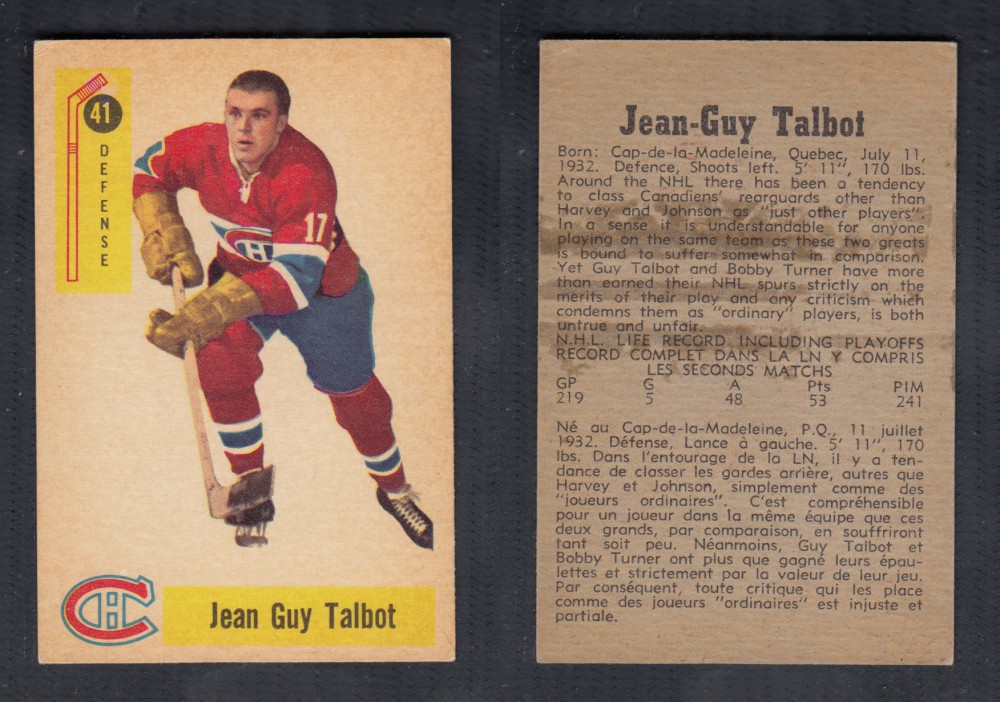 41
DEFENSE
17
CH
Jean Guy Talbot
Jean-Guy Talbot
Born: Cap-de-la-Madeleine, Quebec, July 11,
1932. Defence, Shoots left. 5' 11", 170 lbs.
Around the NHL there has been a tendency
to class Canadiens' rearguards other than
Harvey and Johnson as "just other players".
In a sense it is understandable for anyone
playing on the same team as these two greats
is bound to suffer somewhat in comparison.
Yet Guy Talbot and Bobby Turner have more
than earned their NHL spurs strictly on the
merits of their play and any criticism which
condemns them as "ordinary" players, is both
untrue and unfair.
N.H.L. LIFE RECORD INCLUDING PLAYOFFS
RECORD COMPLET DANS LA LN Y COMPRIS
LES SECONDS MATCHS
GP G A Pts PIM
219 5 48 53 241
Né au Cap-de-la-Madeleine, P.Q., 11 juillet
1932. Défense, Lance à gauche. 5' 11", 170
lbs. Dans l'entourage de la LN, il y a ten-
dance de classer les gardes arrière, autres que
Harvey et Johnson, simplement comme des
"joueurs ordinaires". C'est compréhensible
pour un joueur dans la même équipe que ces
deux grands, par comparaison, en souffriront
tant soit peu. Néanmoins, Guy Talbot et
Bobby Turner ont plus que gagné leurs épau-
lettes et strictement par la valeur de leur jeu.
Par conséquent, toute critique qui les place
comme des joueurs "ordinaires" est injuste et
partiale.